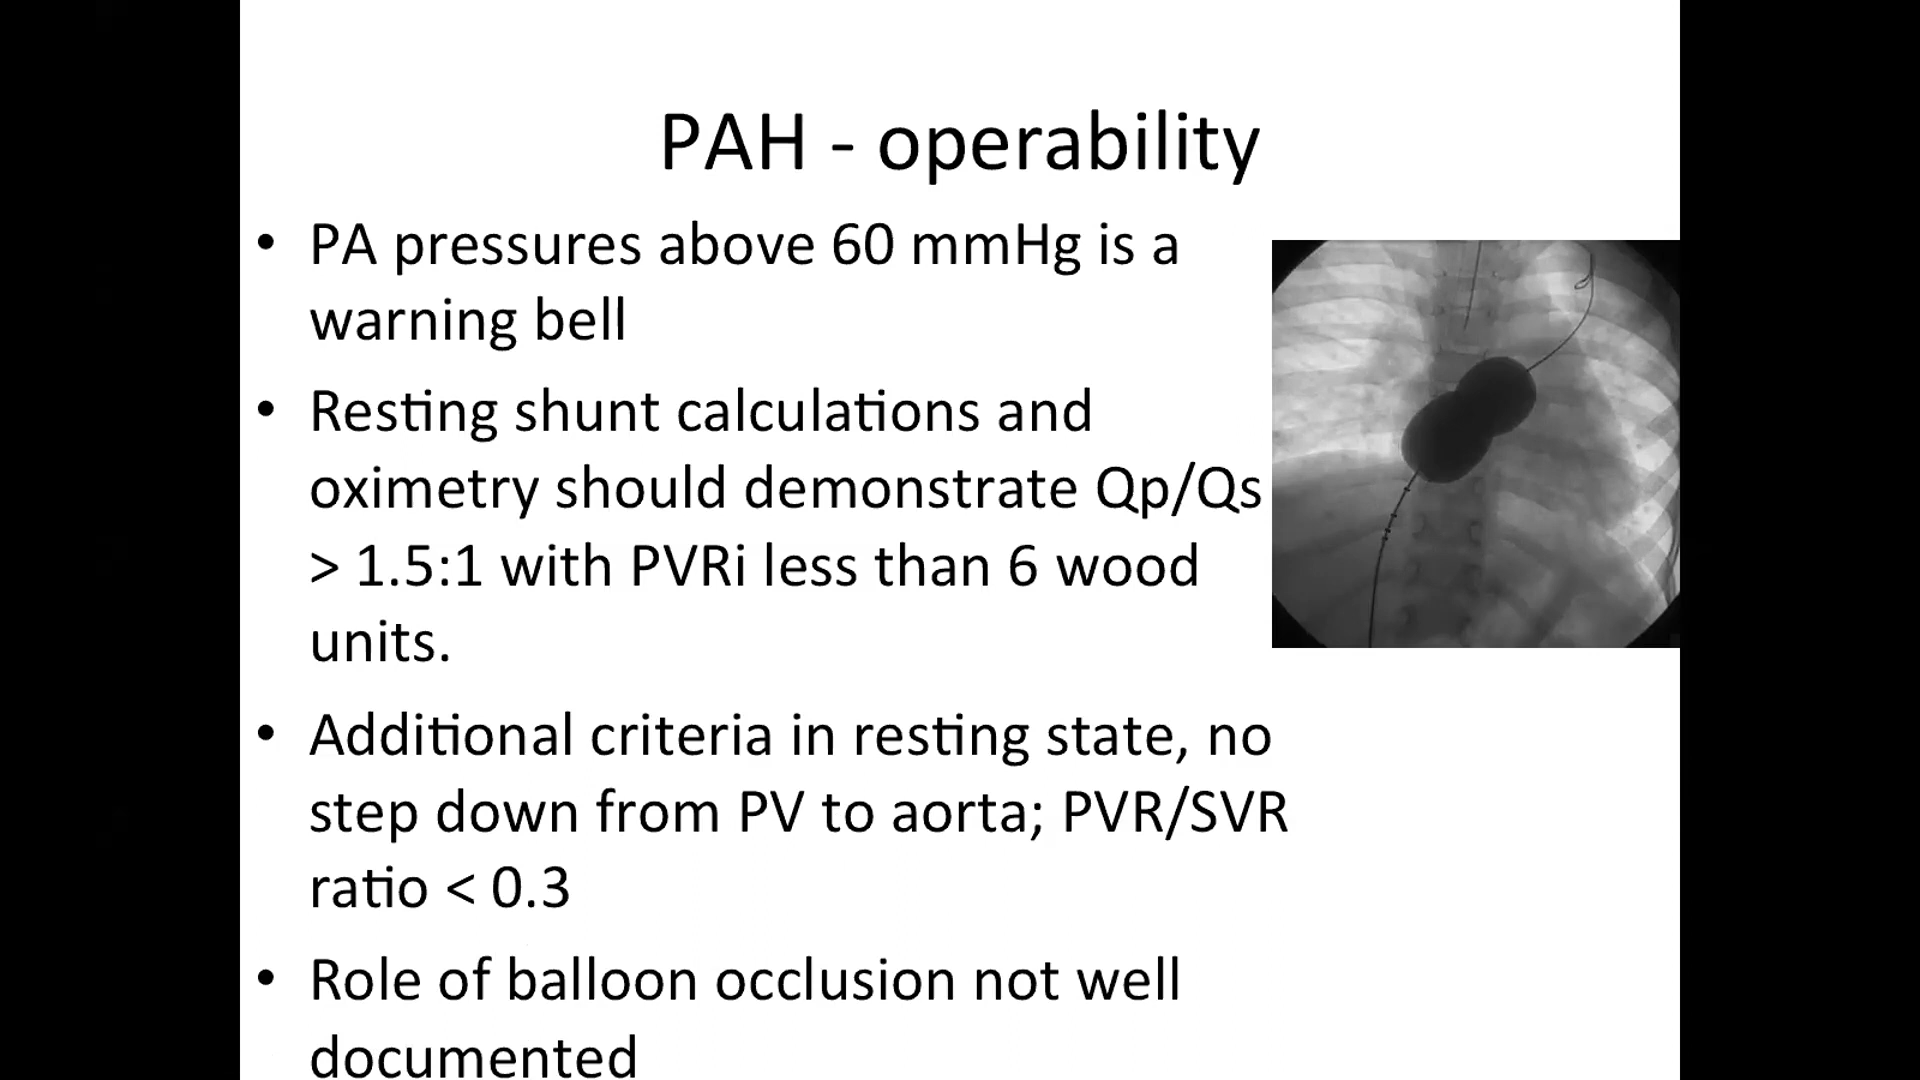 PAH - operability
• PA pressures above 60 mmHg is a
warning bell
• Resting shunt calculations and
oximetry should demonstrate Qp/Qs
> 1.5:1 with PVRi less than 6 wood
units.
• Additional criteria in resting state, no
step down from PV to aorta; PVR/SVR
ratio < 0.3
• Role of balloon occlusion not well
documented